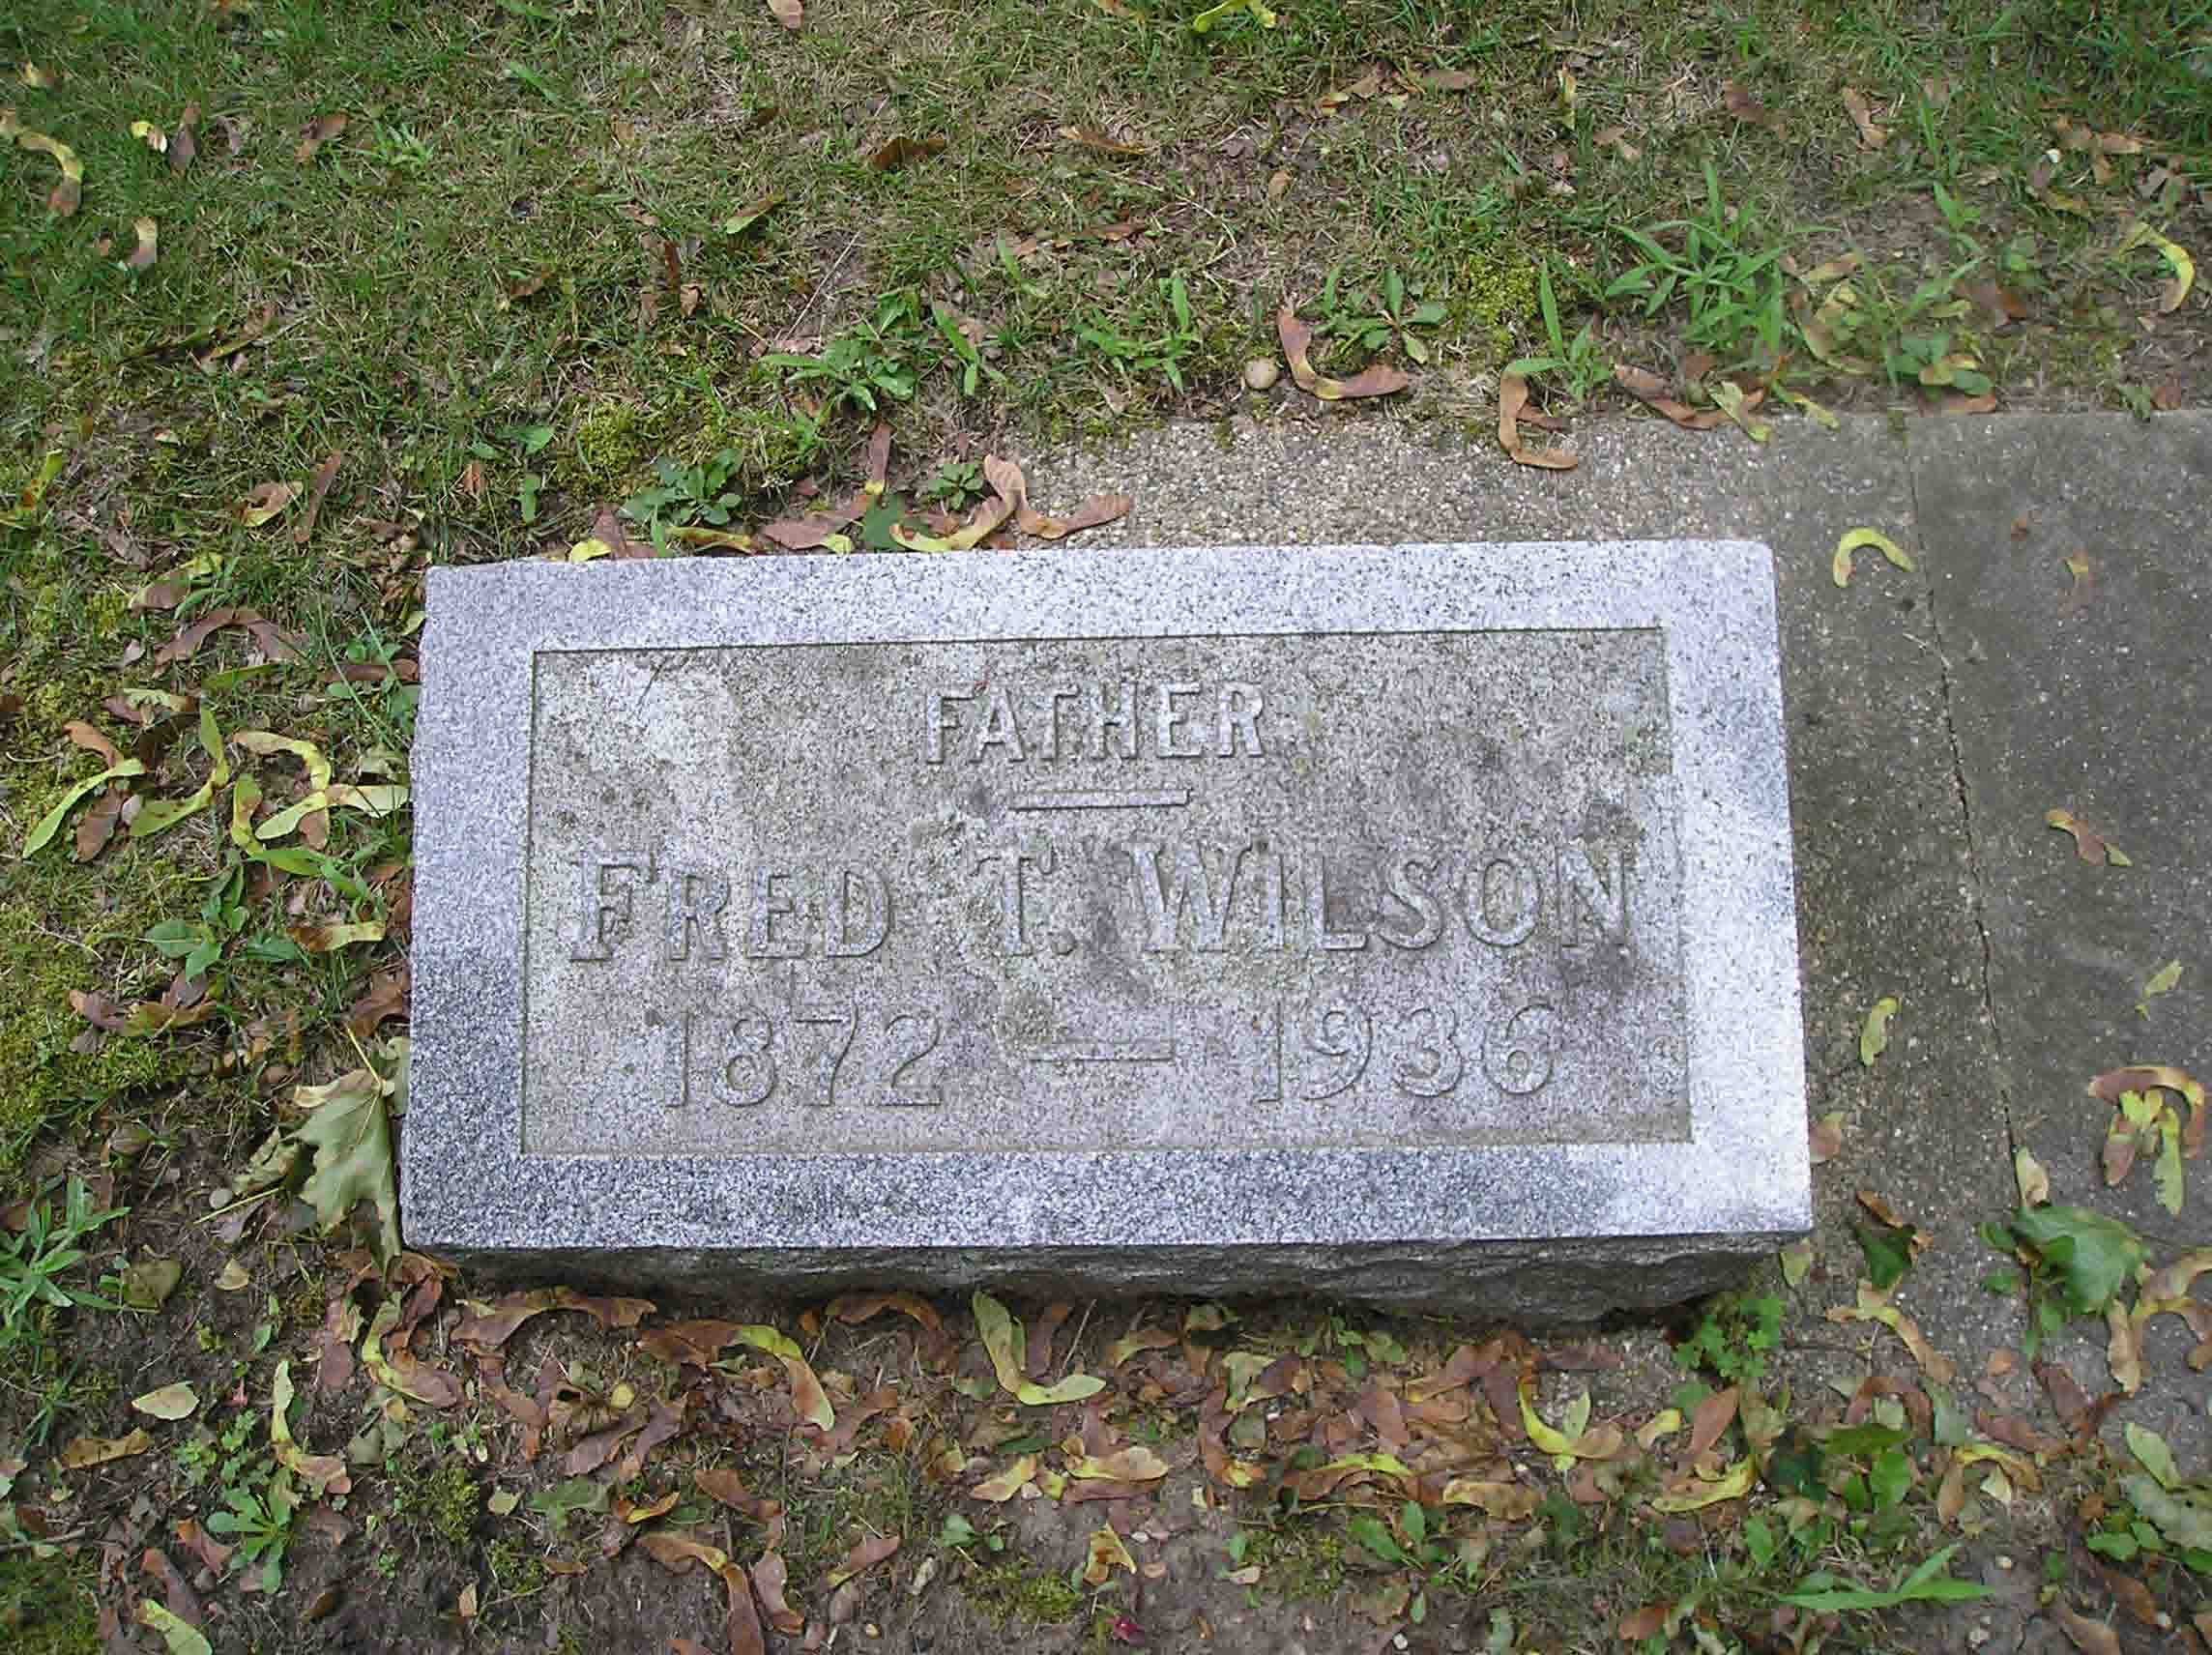 FATHER
FRED T. WILSON
1872 — 1936